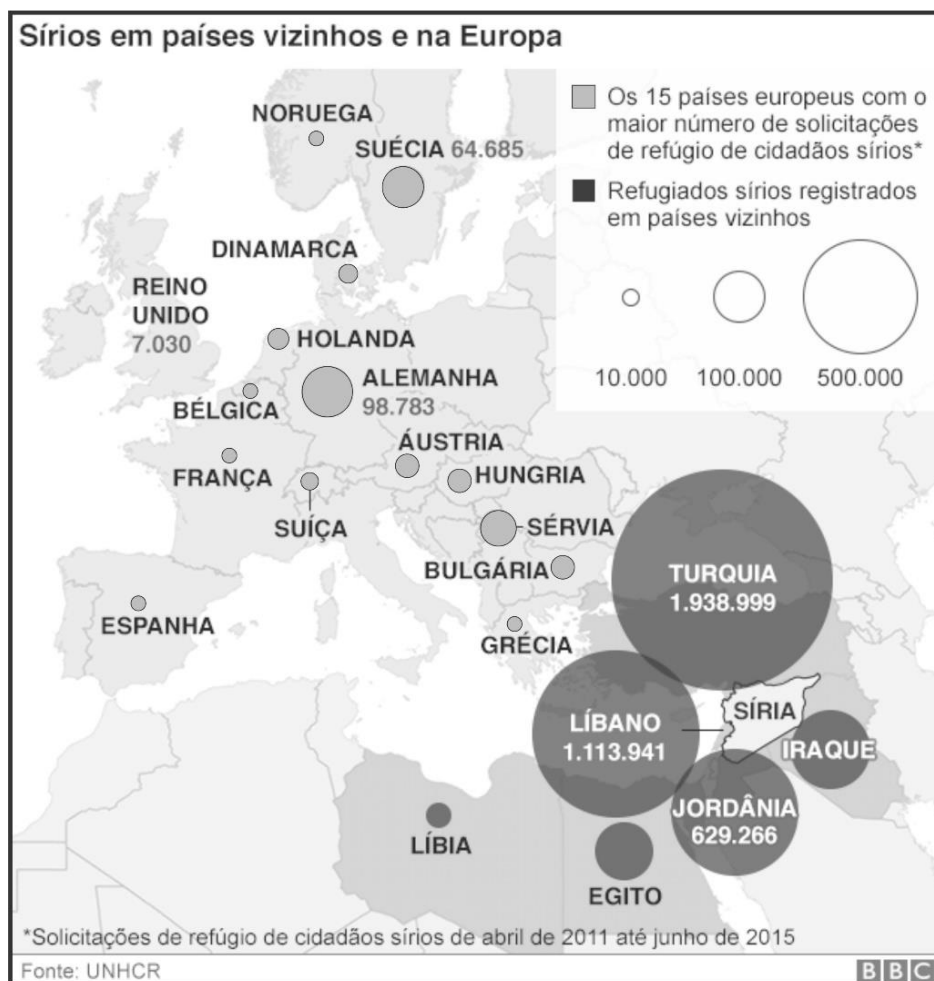 Sírios em países vizinhos e na Europa
Os 15 países europeus com o
maior número de solicitações
de refúgio de cidadãos sírios*
Refugiados sírios registrados
em países vizinhos
10.000 100.000 500.000
NORUEGA
SUÉCIA 64.685
DINAMARCA
REINO
UNIDO
7.030
HOLANDA
ALEMANHA
98.783
BÉLGICA
ÁUSTRIA
FRANÇA
HUNGRIA
SUÍÇA
SÉRVIA
BULGÁRIA
ESPANHA
GRÉCIA
TURQUIA
1.938.999
SÍRIA
LÍBANO
1.113.941
IRAQUE
JORDÂNIA
629.266
LÍBIA
EGITO
*Solicitações de refúgio de cidadãos sírios de abril de 2011 até junho de 2015
Fonte: UNHCR
BBC